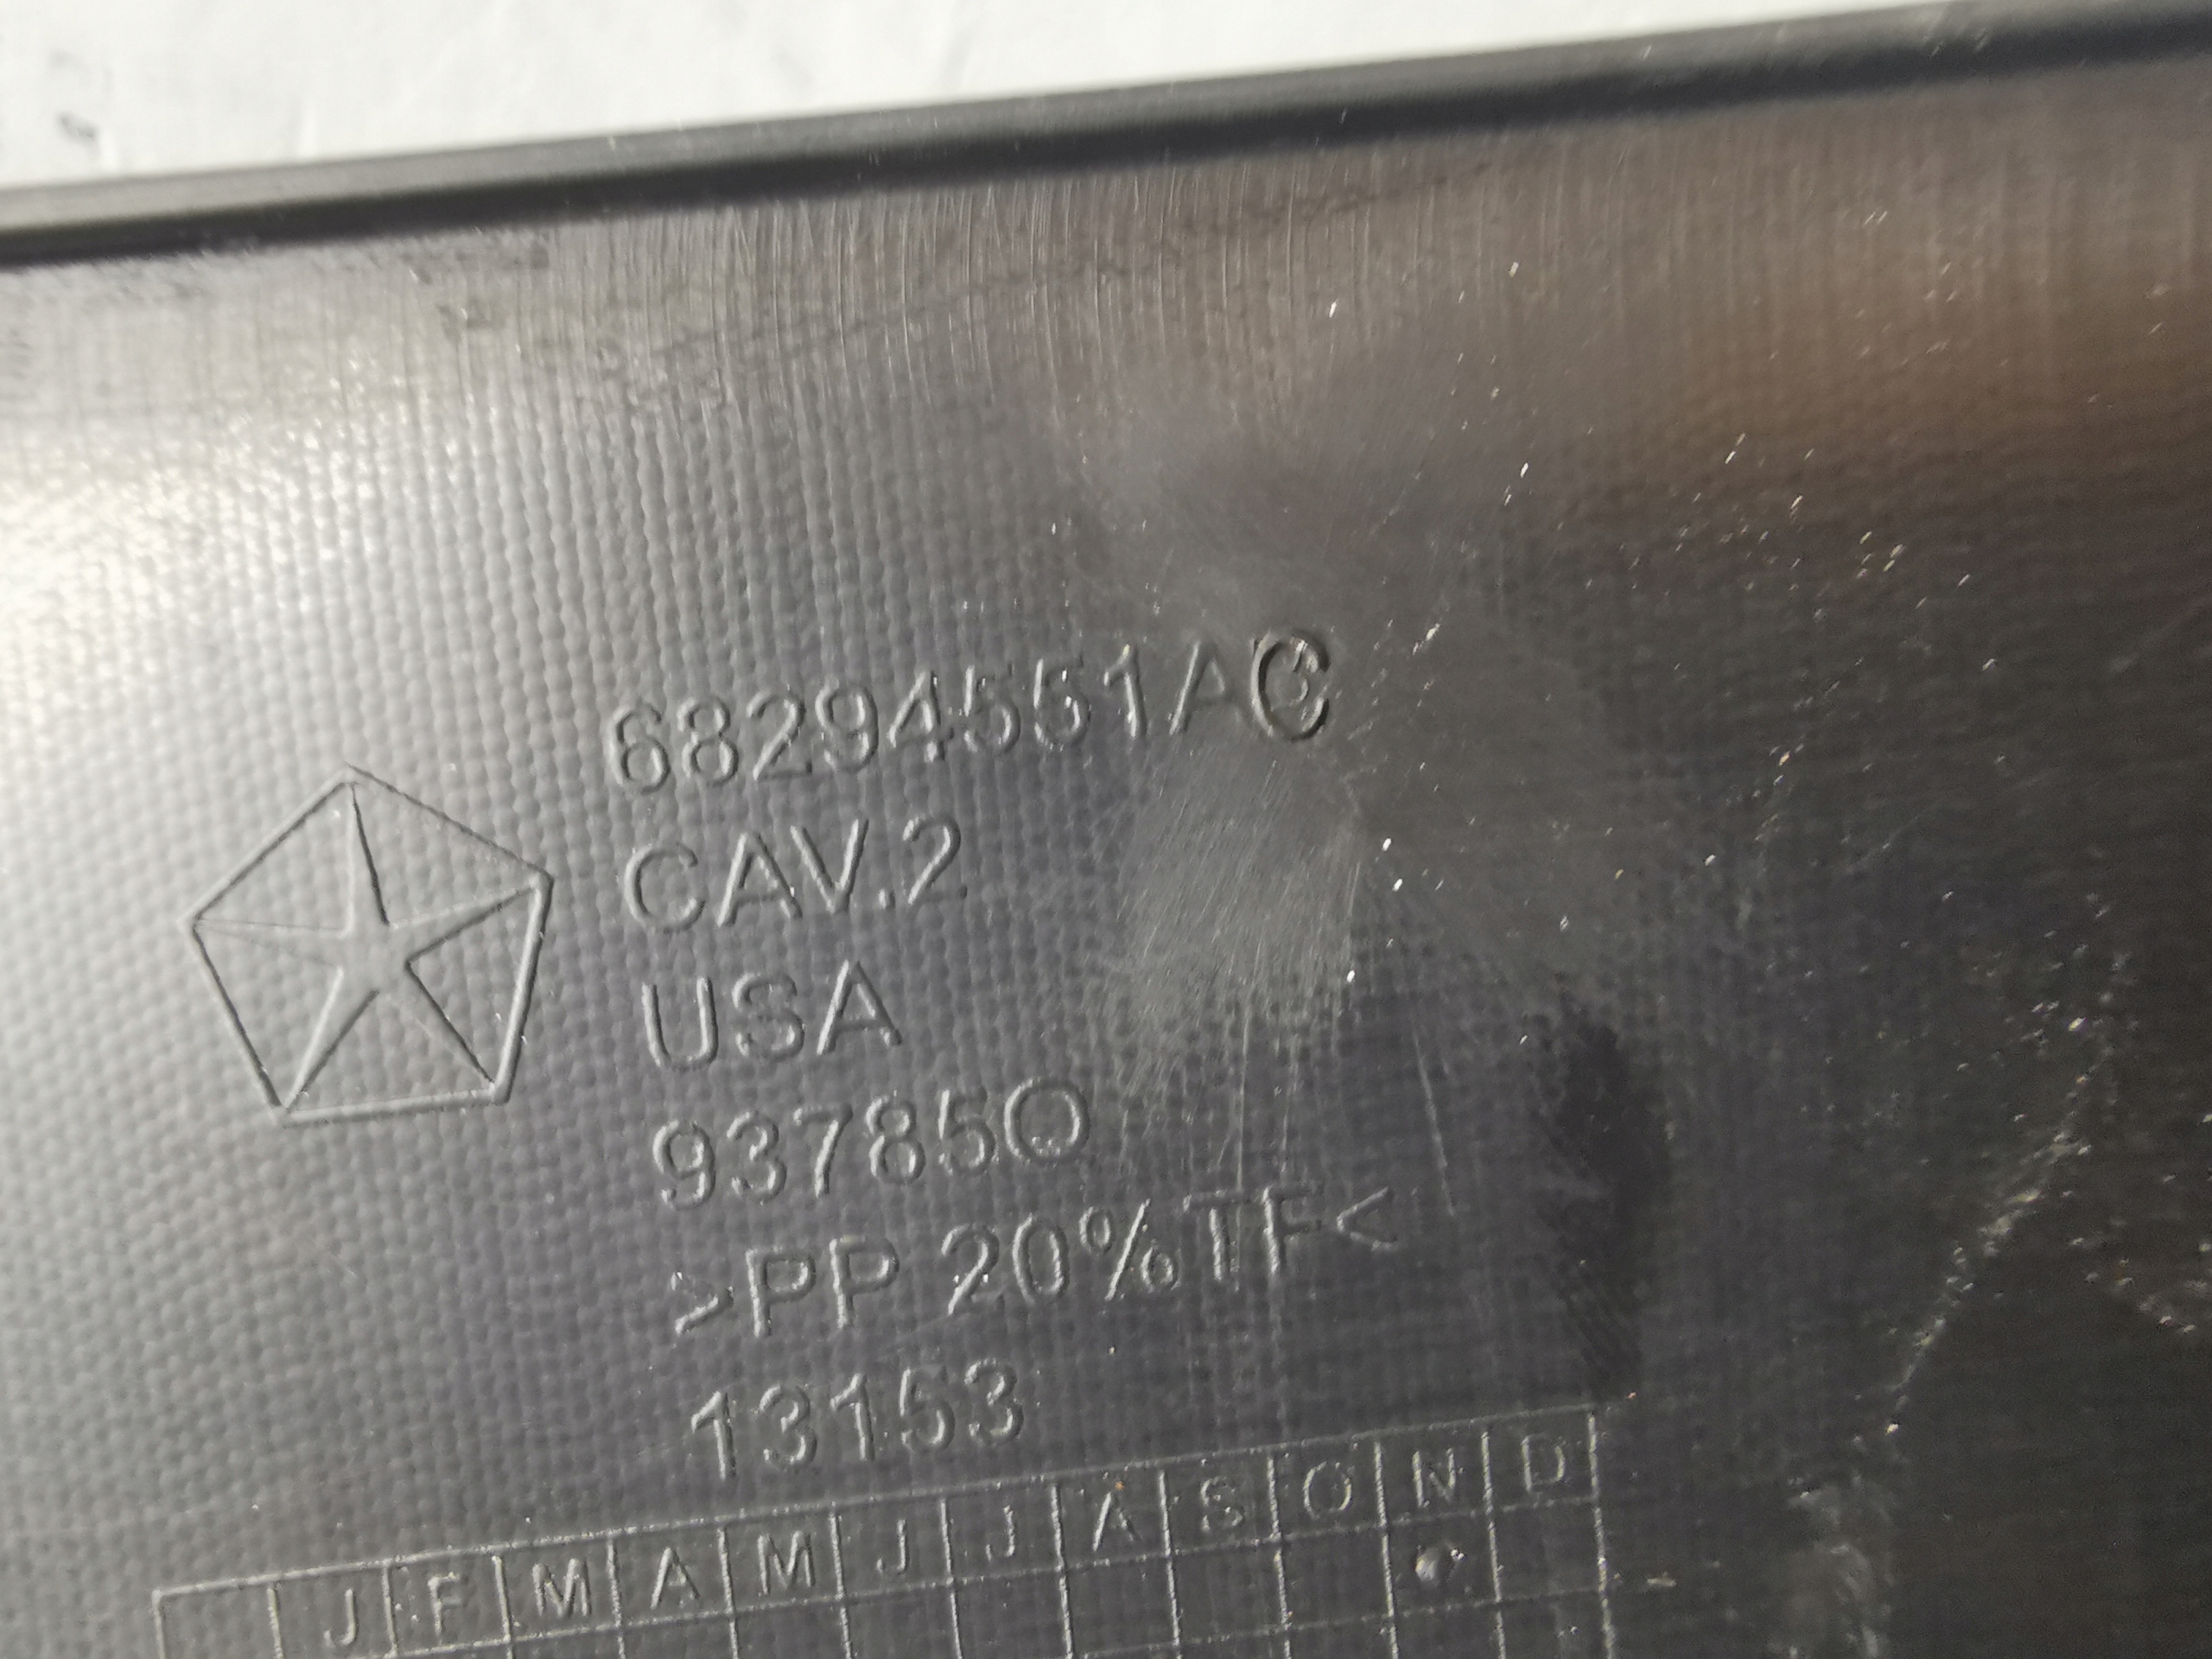 68294551AC
CAV.2
USA
93785O
>PP 20%TF<
13153
J F M A M J J A S O N D